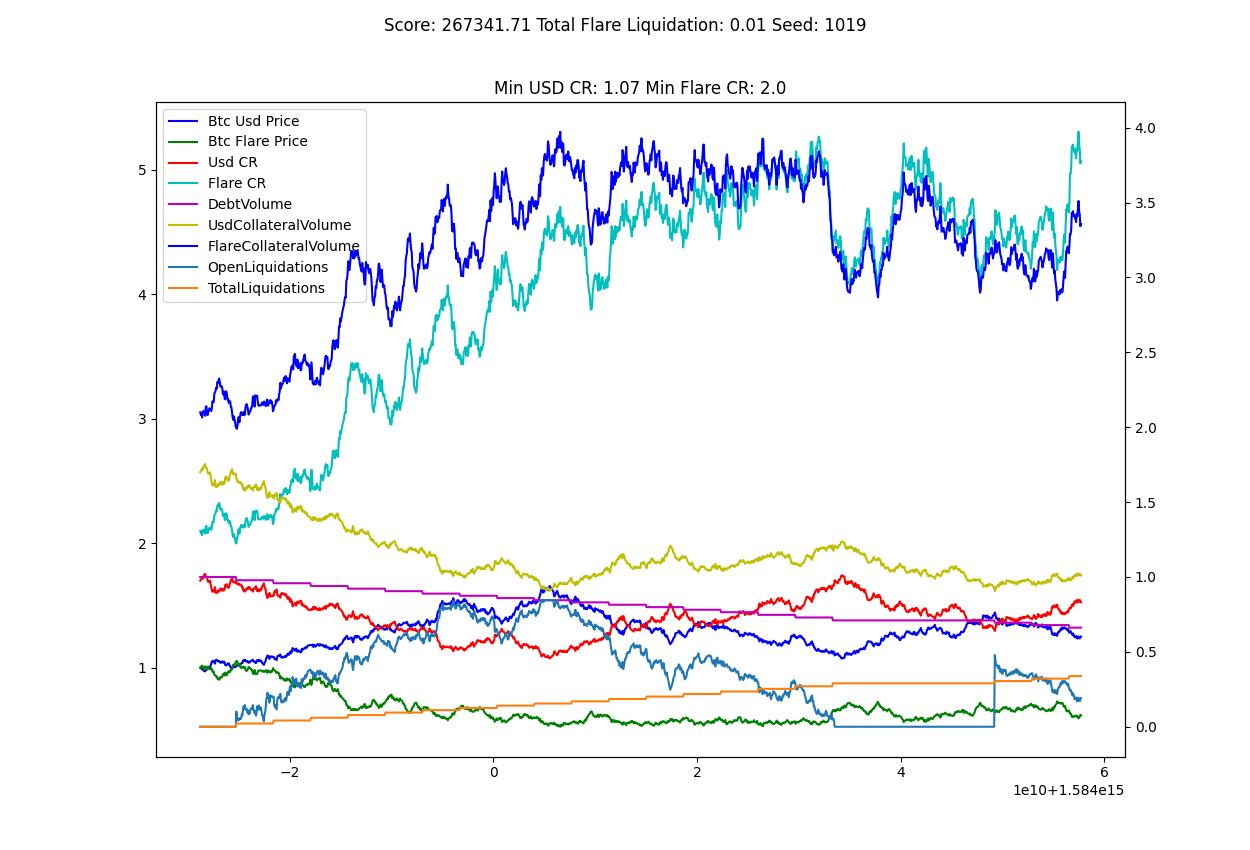 Score: 267341.71 Total Flare Liquidation: 0.01 Seed: 1019
Min USD CR: 1.07 Min Flare CR: 2.0
Btc Usd Price
Btc Flare Price
Usd CR
Flare CR
DebtVolume
UsdCollateralVolume
FlareCollateralVolume
OpenLiquidations
TotalLiquidations
5
4
3
2
1
4.0
3.5
3.0
2.5
2.0
1.5
1.0
0.5
0.0
−2
0
2
4
6
1e10+1.584e15